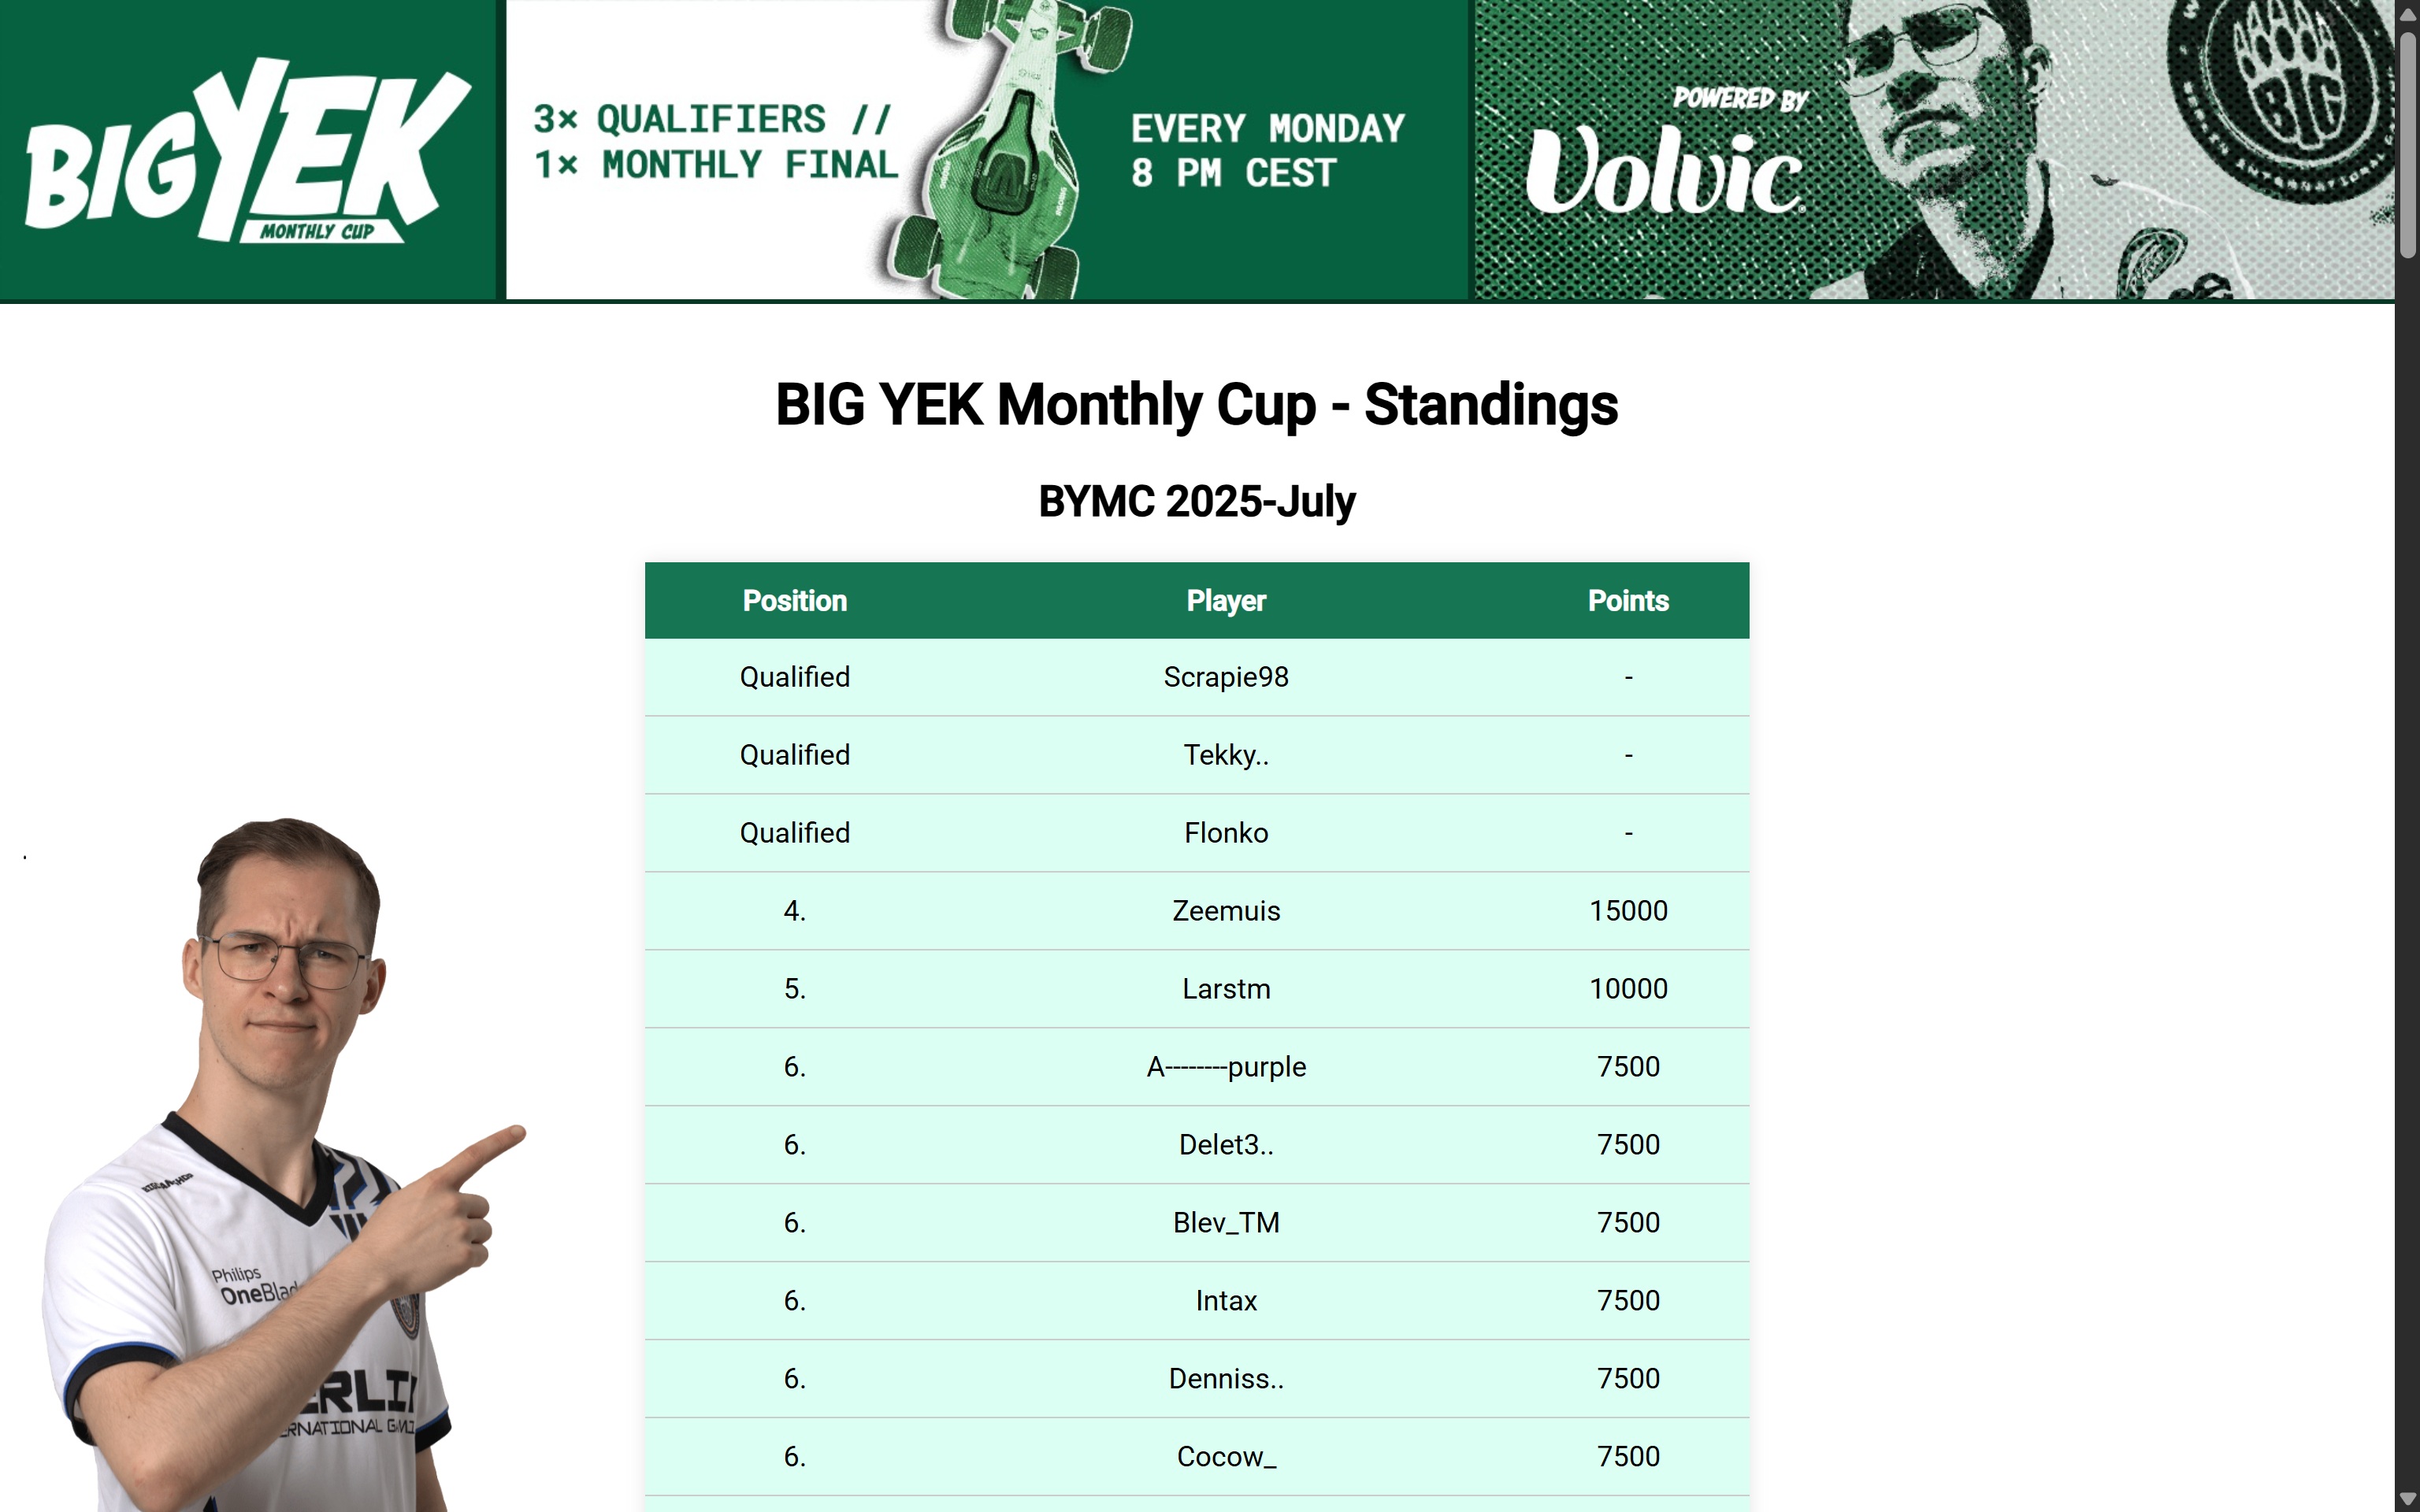 BIG YEK
MONTHLY CUP
3× QUALIFIERS //
1× MONTHLY FINAL
EVERY MONDAY
8 PM CEST
POWERED BY
Volvic
BIG
BIG YEK Monthly Cup - Standings
BYMC 2025-July
Position Player Points
Qualified Scrapie98 -
Qualified Tekky.. -
Qualified Flonko -
4. Zeemuis 15000
5. Larstm 10000
6. A--------purple 7500
6. Delet3.. 7500
6. Blev_TM 7500
6. Intax 7500
6. Denniss.. 7500
6. Cocow_ 7500
Philips